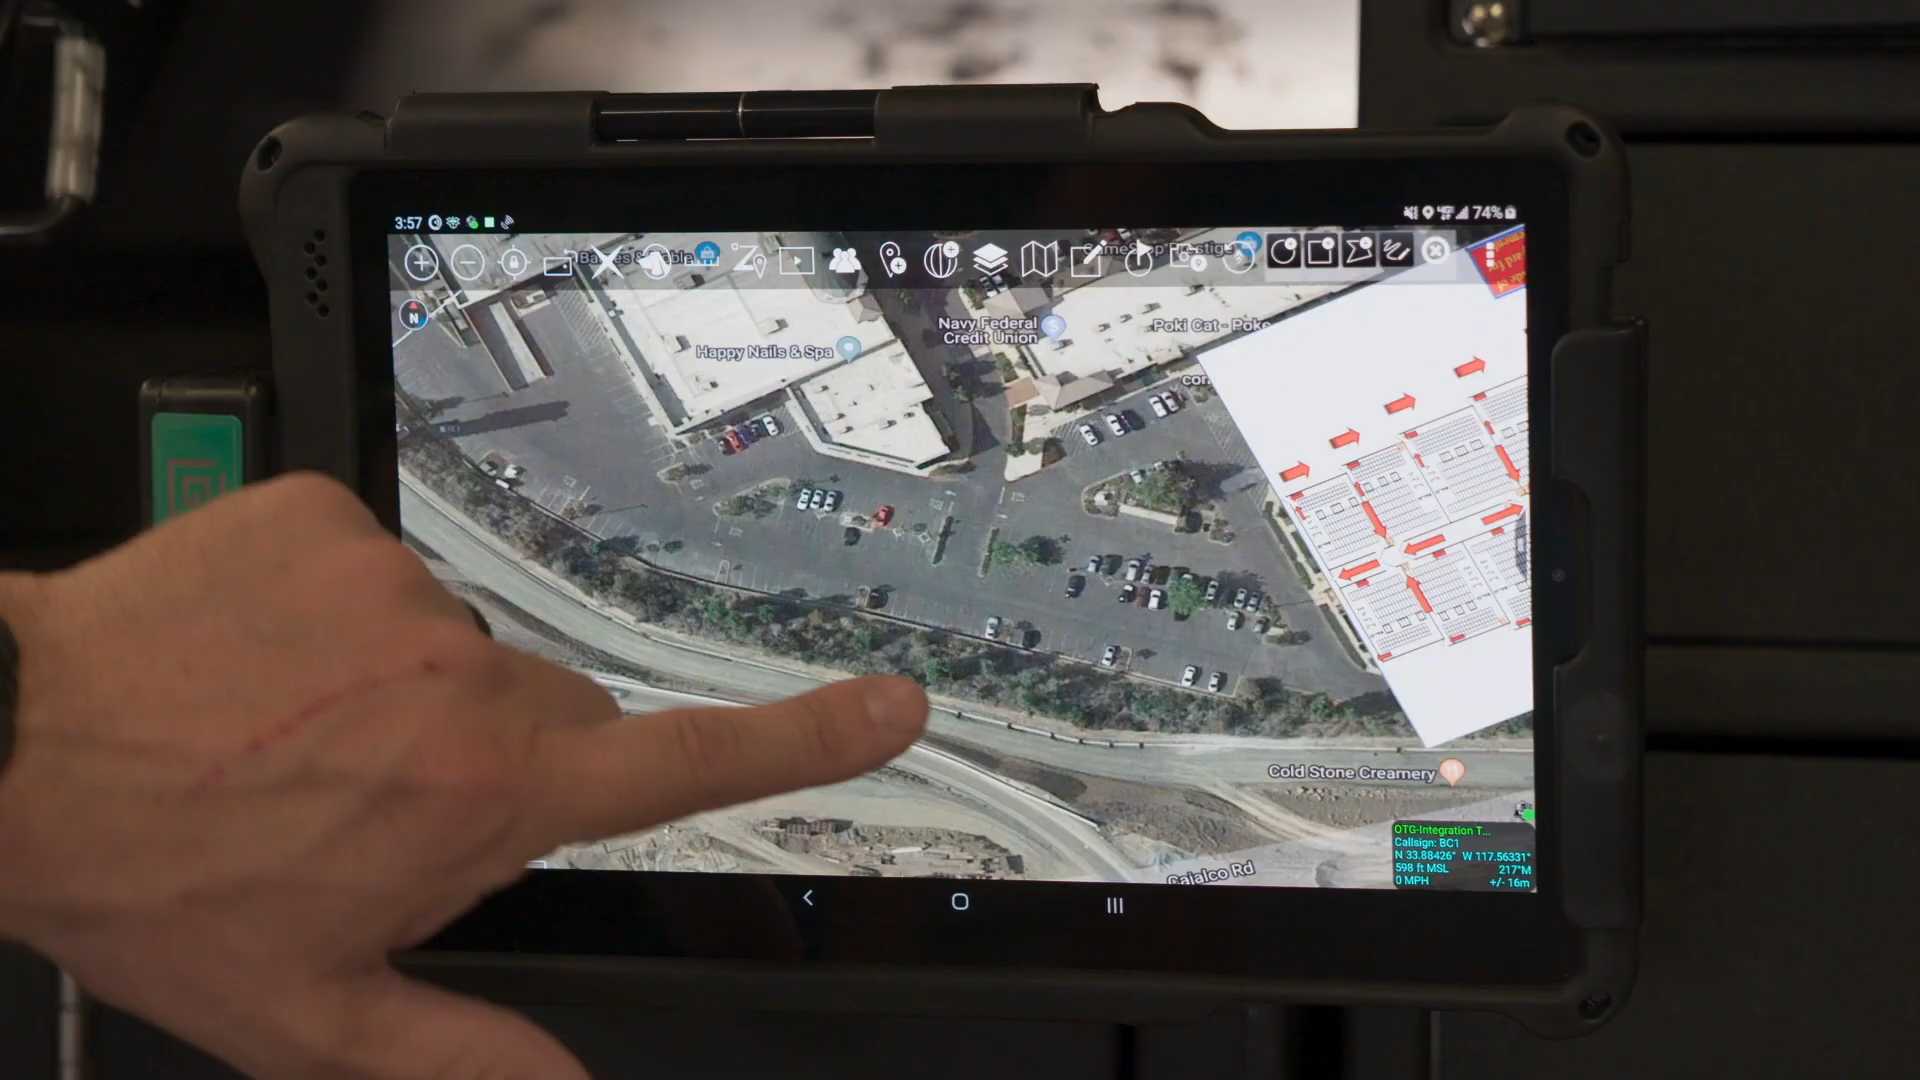 3:57
74%
Navy Federal
Credit Union
Poki Cat - Poke
Happy Nails & Spa
N
Cold Stone Creamery
Cajalco Rd
OTG-Integration T...
Callsign: BC1
N 33.88426° W 117.56331°
598 ft MSL 217°M
0 MPH +/- 16m